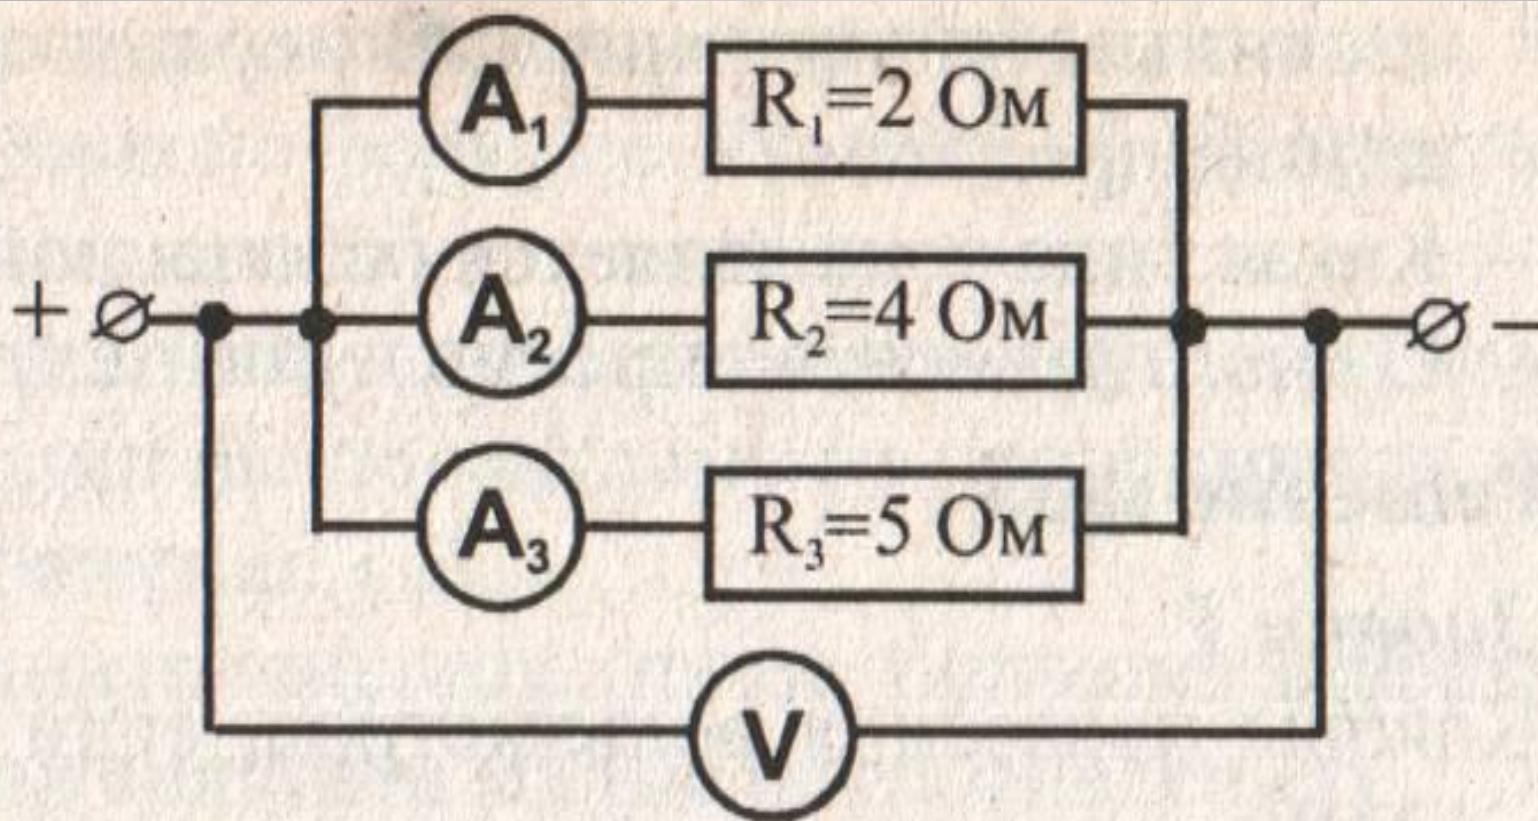 A₁ R₁=2 Ом
+ A₂ R₂=4 Ом −
A₃ R₃=5 Ом
V